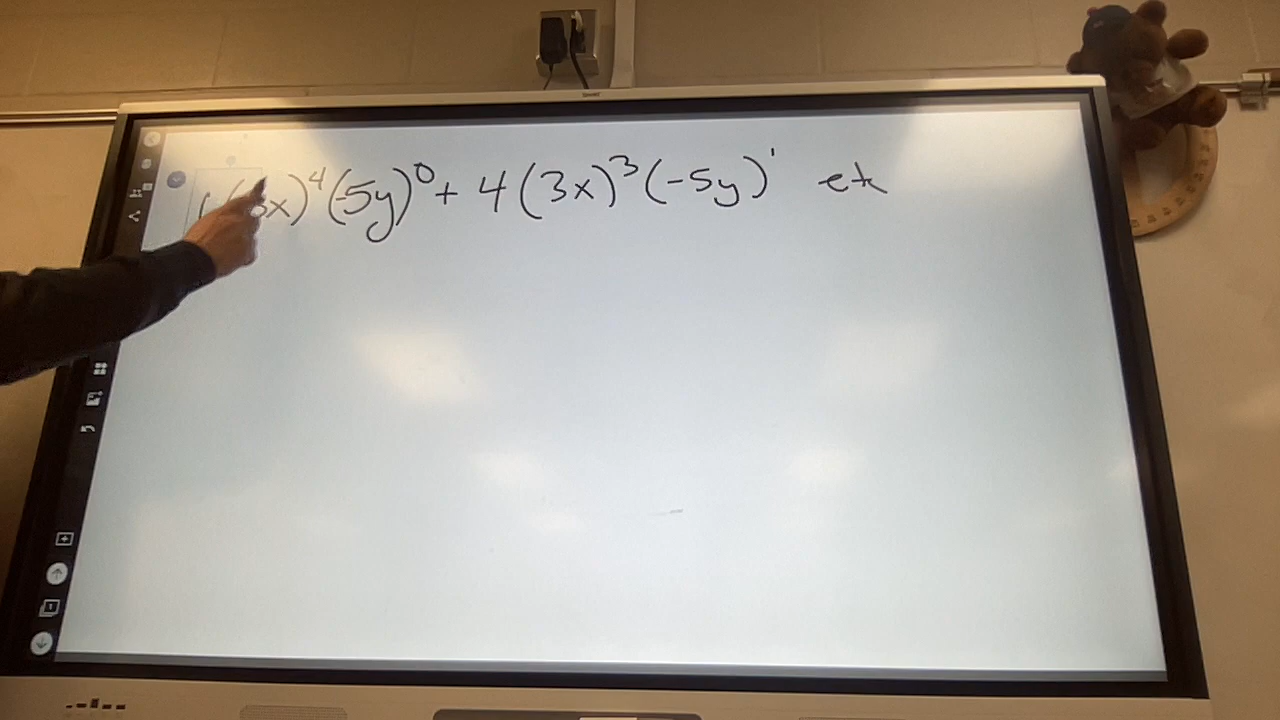 (3x)⁴(5y)⁰ + 4(3x)³(-5y)¹ etc